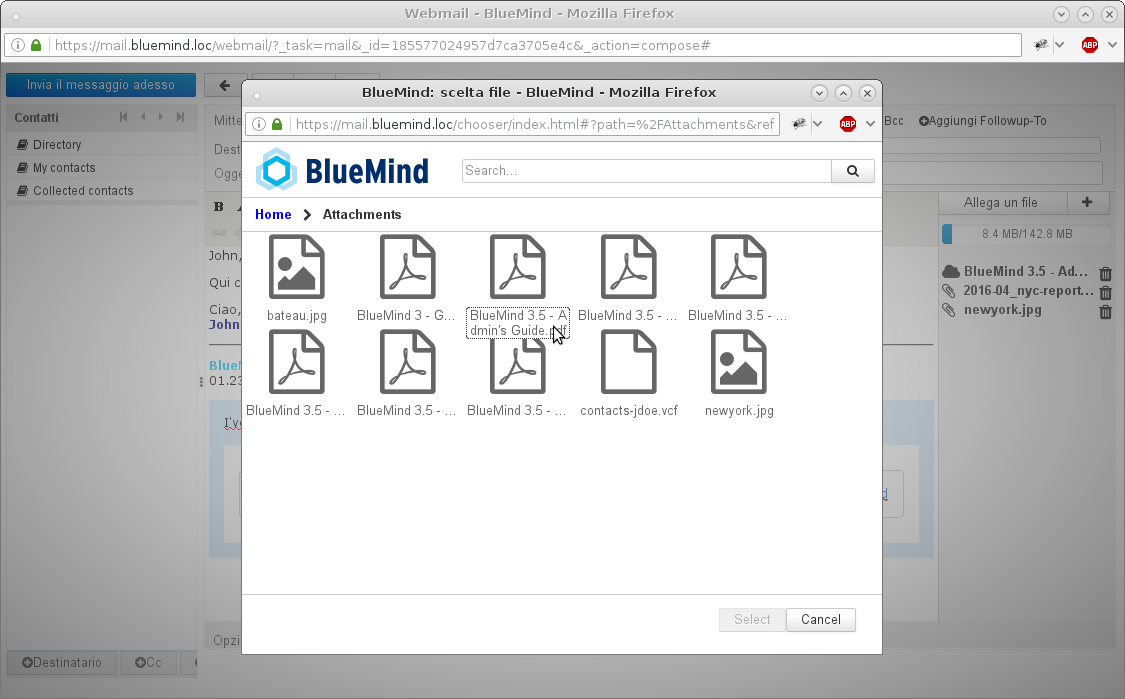 Webmail - BlueMind - Mozilla Firefox
https://mail.bluemind.loc/webmail/?_task=mail&_id=185577024957d7ca3705e4c&_action=compose#
ABP
Invia il messaggio adesso
Contatti
Directory
My contacts
Collected contacts
Mitte
Dest
Ogge
Bcc
Aggiungi Followup-To
B
John,
Qui c
Ciao,
John
BlueM
01.23
I've
d
Opzi
Destinatario
Cc
Allega un file
8.4 MB/142.8 MB
BlueMind 3.5 - Ad...
2016-04_nyc-report...
newyork.jpg
BlueMind: scelta file - BlueMind - Mozilla Firefox
https://mail.bluemind.loc/chooser/index.html#?path=%2FAttachments&ref
ABP
BlueMind
Search...
Home
Attachments
bateau.jpg
BlueMind 3 - G...
BlueMind 3.5 - A
dmin's Guide.pdf
BlueMind 3.5 - ...
BlueMind 3.5 - ...
BlueMind 3.5 - ...
BlueMind 3.5 - ...
BlueMind 3.5 - ...
contacts-jdoe.vcf
newyork.jpg
Select
Cancel